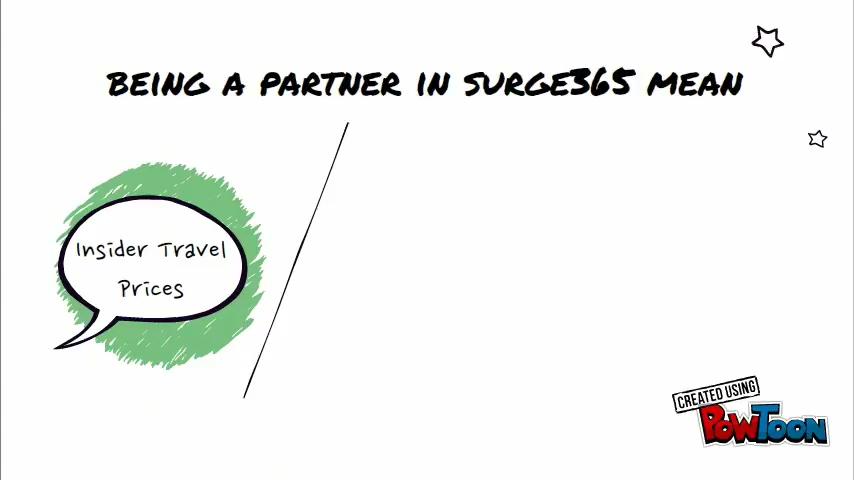 BEING A PARTNER IN SURGE365 MEAN
Insider Travel
Prices
CREATED USING
POWTOON